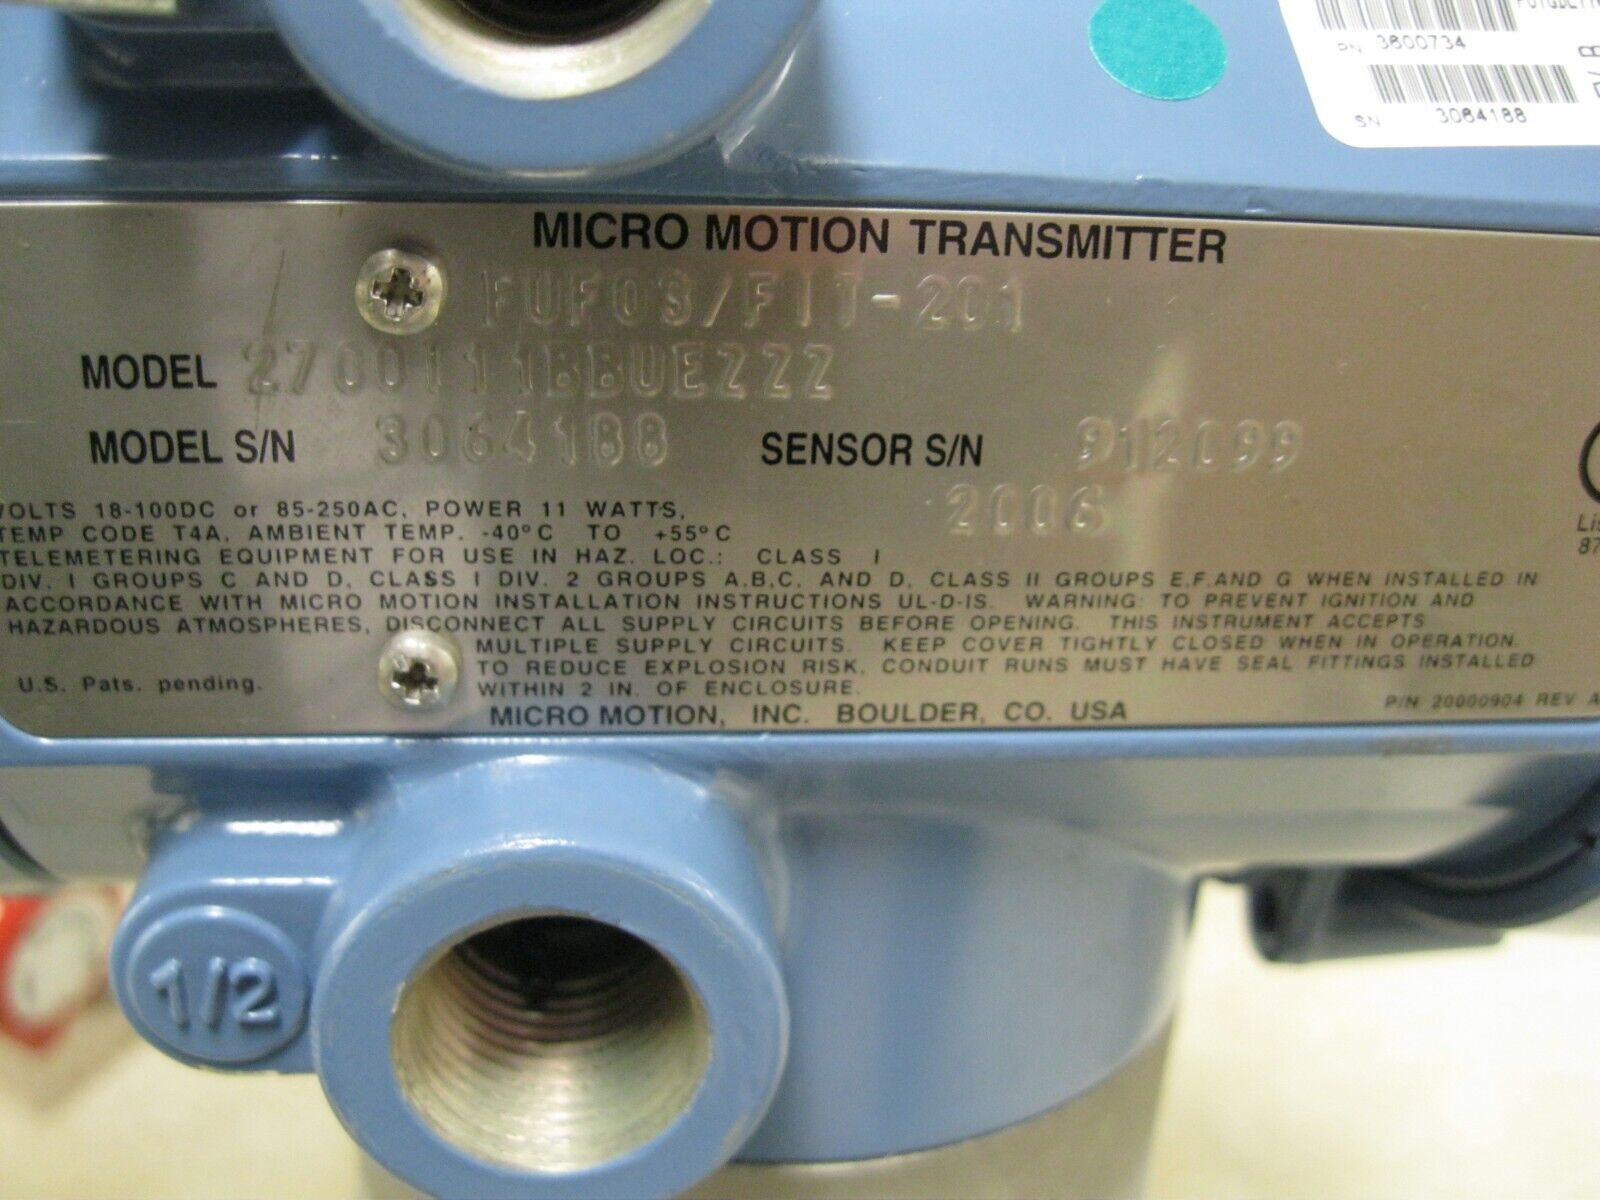 PN 3600734
SN 3064188
MICRO MOTION TRANSMITTER
FUF03/FIT-201
MODEL 2700111BBUEZZZ
MODEL S/N 3064188 SENSOR S/N 912099
2006
VOLTS 18-100DC or 85-250AC, POWER 11 WATTS,
TEMP CODE T4A, AMBIENT TEMP. -40°C TO +55°C
TELEMETERING EQUIPMENT FOR USE IN HAZ. LOC.: CLASS I
DIV. I GROUPS C AND D, CLASS I DIV. 2 GROUPS A.B,C, AND D, CLASS II GROUPS E,F.AND G WHEN INSTALLED IN
ACCORDANCE WITH MICRO MOTION INSTALLATION INSTRUCTIONS UL-D-IS. WARNING: TO PREVENT IGNITION AND
HAZARDOUS ATMOSPHERES, DISCONNECT ALL SUPPLY CIRCUITS BEFORE OPENING. THIS INSTRUMENT ACCEPTS
MULTIPLE SUPPLY CIRCUITS. KEEP COVER TIGHTLY CLOSED WHEN IN OPERATION.
TO REDUCE EXPLOSION RISK, CONDUIT RUNS MUST HAVE SEAL FITTINGS INSTALLED
WITHIN 2 IN. OF ENCLOSURE.
U.S. Pats. pending.
P/N 20000904 REV A
MICRO MOTION, INC. BOULDER, CO. USA
1/2